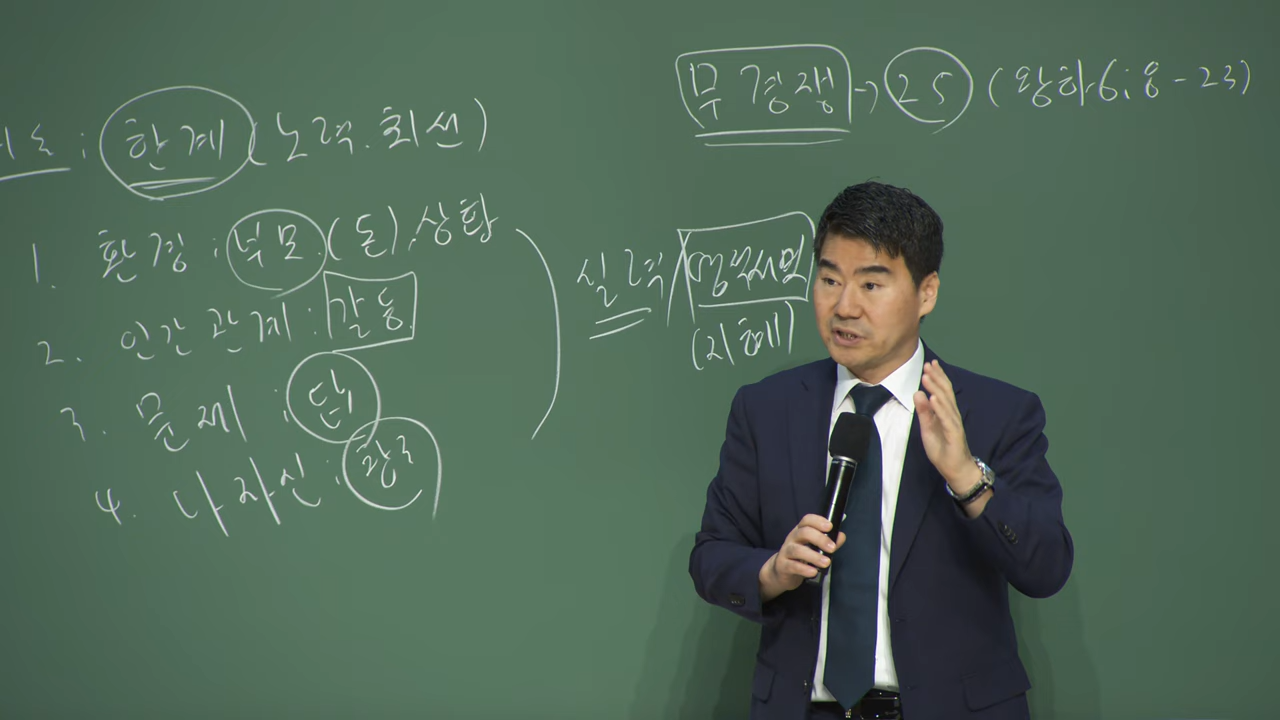 : 한계 (노력. 최선)
무경쟁 → 25 (왕하6:8-23)
1. 환경 : 부모. (돈). 상황
2. 인간관계 : 갈등.
3. 문제 : 답
4. 나 자신 :
실력
(지혜)